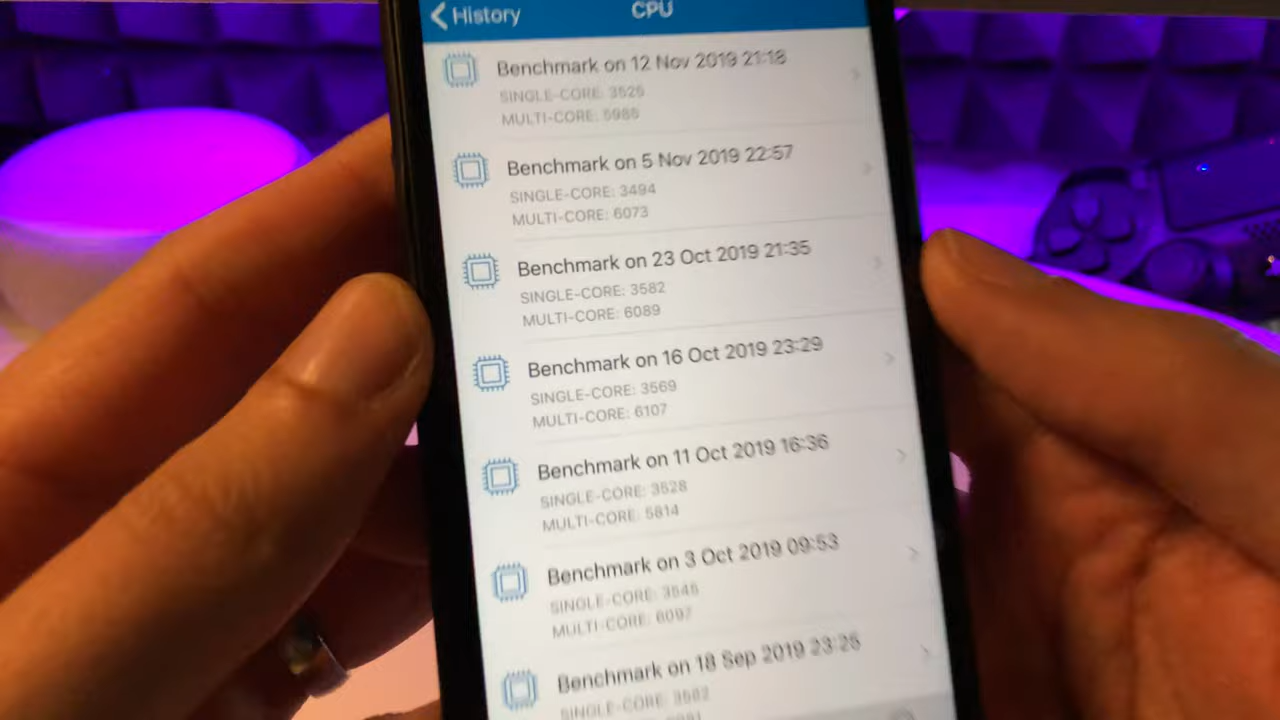 History
CPU
Benchmark on 12 Nov 2019 21:18
SINGLE-CORE: 3525
MULTI-CORE: 5985
Benchmark on 5 Nov 2019 22:57
SINGLE-CORE: 3494
MULTI-CORE: 6073
Benchmark on 23 Oct 2019 21:35
SINGLE-CORE: 3582
MULTI-CORE: 6089
Benchmark on 16 Oct 2019 23:29
SINGLE-CORE: 3569
MULTI-CORE: 6107
Benchmark on 11 Oct 2019 16:36
SINGLE-CORE: 3528
MULTI-CORE: 5814
Benchmark on 3 Oct 2019 09:53
SINGLE-CORE: 3545
MULTI-CORE: 6097
Benchmark on 18 Sep 2019 23:25
SINGLE-CORE: